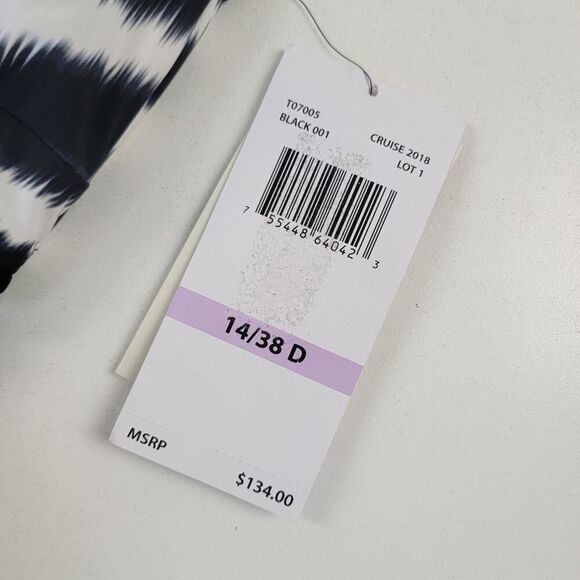 T07005
BLACK 001
CRUISE 2018
LOT 1
7 55448 64042 3
14/38 D
MSRP
$134.00